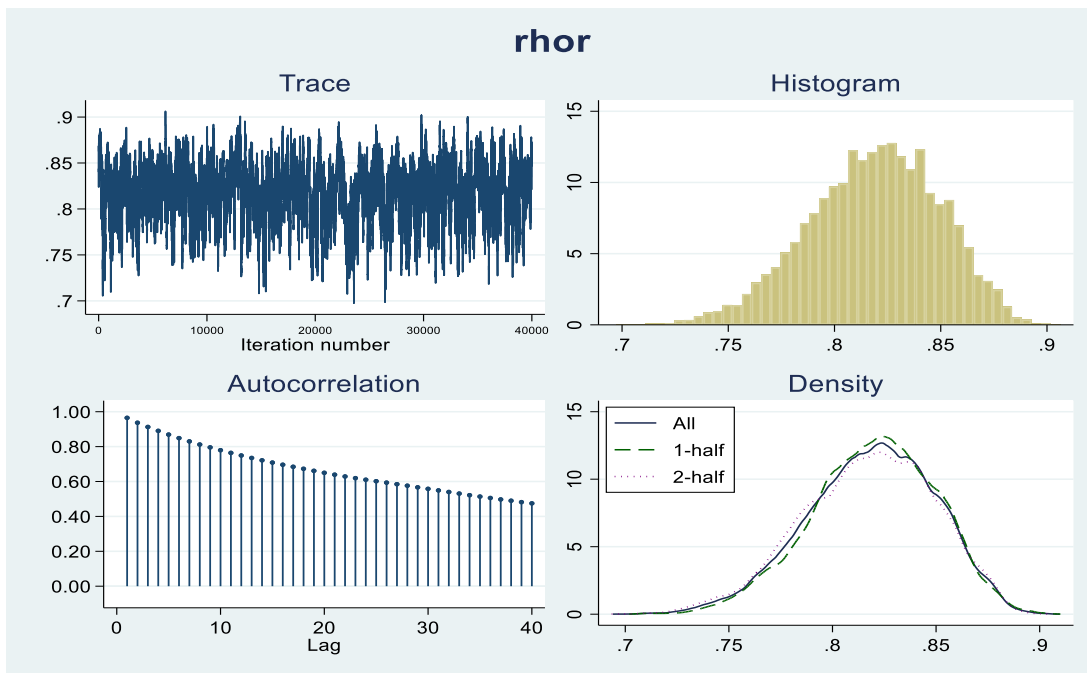 rhor
Trace
.9
.85
.8
.75
.7
0 10000 20000 30000 40000
Iteration number
Histogram
15
10
5
0
.7 .75 .8 .85 .9
Autocorrelation
1.00
0.80
0.60
0.40
0.20
0.00
0 10 20 30 40
Lag
Density
15
10
5
0
All
1-half
2-half
.7 .75 .8 .85 .9